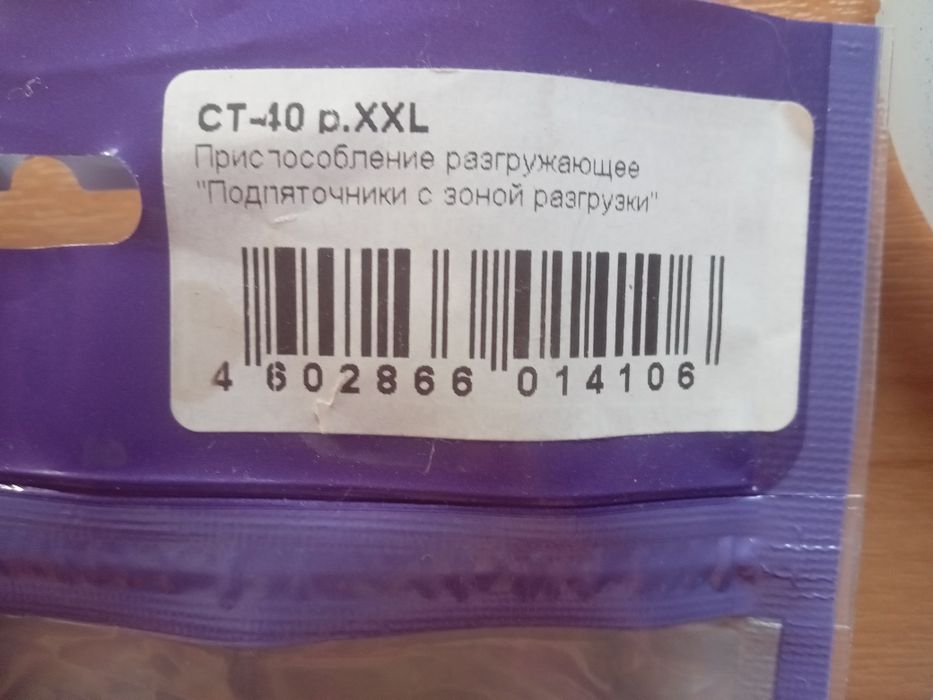 СТ-40 р.XXL
Приспособление разгружающее
"Подпяточники с зоной разгрузки"
4 602866 014106